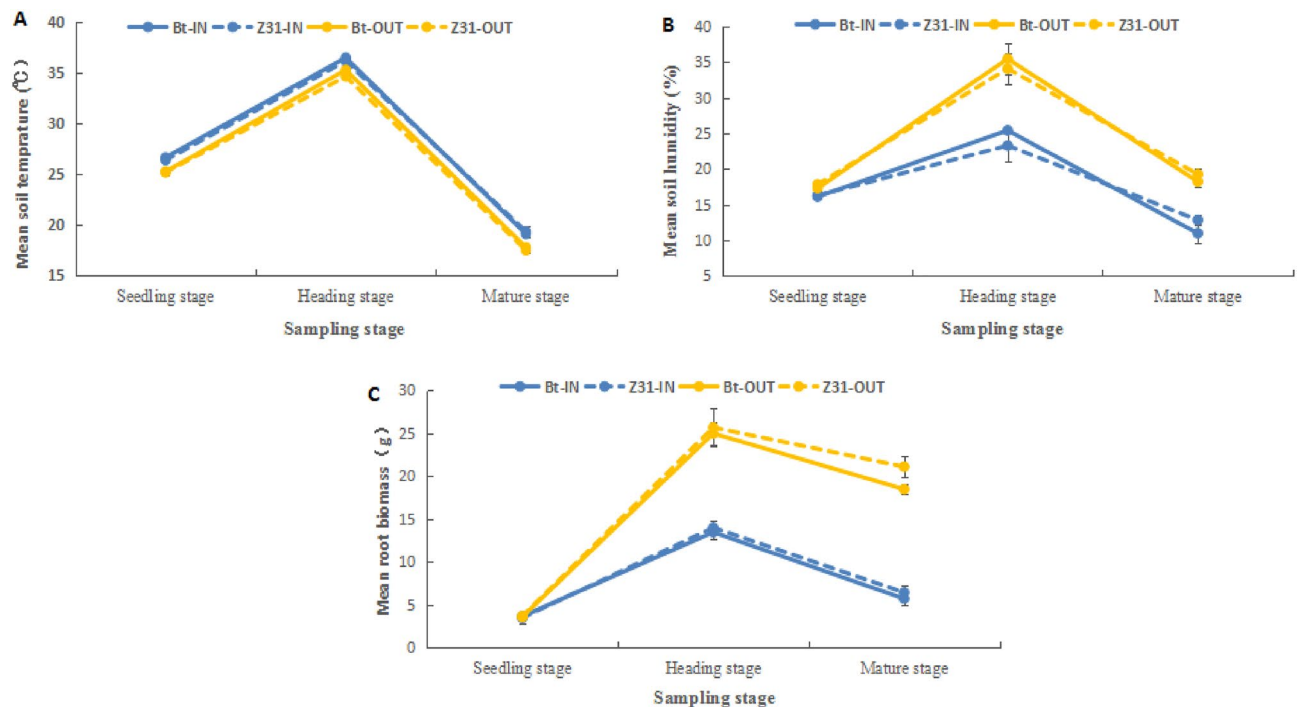 A
Bt-IN Z31-IN Bt-OUT Z31-OUT
Mean soil temprature (℃)
40
35
30
25
20
15
Seedling stage Heading stage Mature stage
Sampling stage
B
Bt-IN Z31-IN Bt-OUT Z31-OUT
Mean soil humidity (%)
40
35
30
25
20
15
10
5
Seedling stage Heading stage Mature stage
Sampling stage
C
Bt-IN Z31-IN Bt-OUT Z31-OUT
Mean root biomass (g)
30
25
20
15
10
5
0
Seedling stage Heading stage Mature stage
Sampling stage